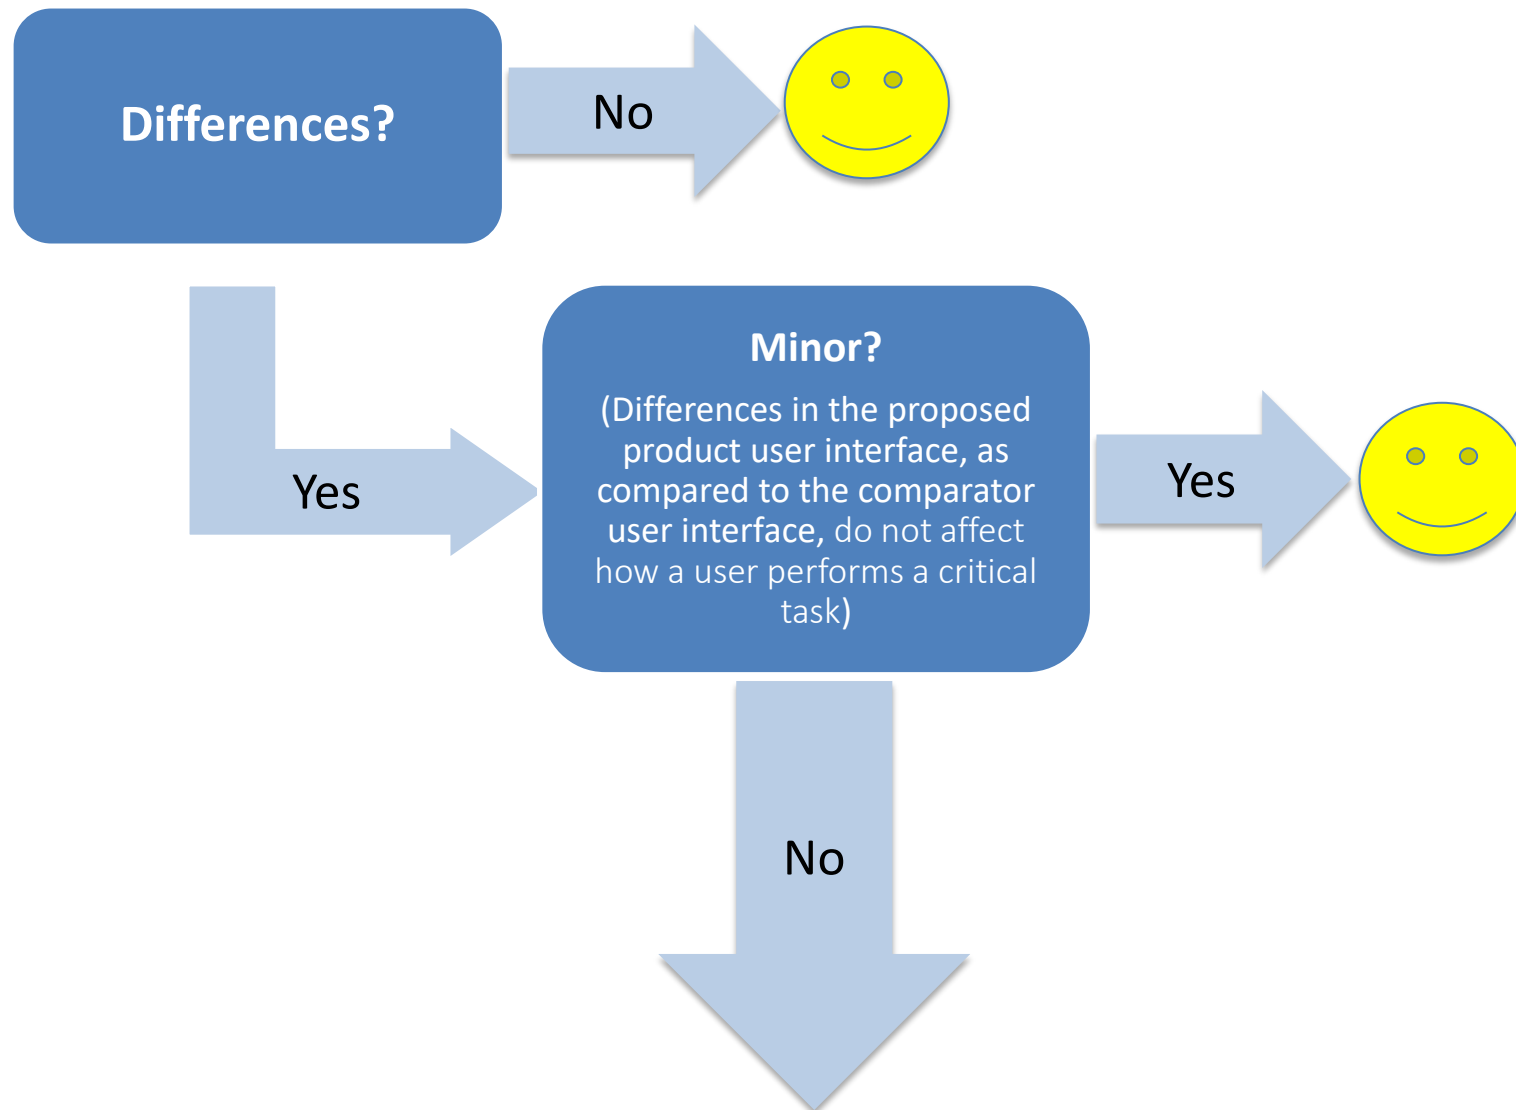 Differences?
No
Minor?
(Differences in the proposed
product user interface, as
compared to the comparator
user interface, do not affect
how a user performs a critical
task)
Yes
Yes
No